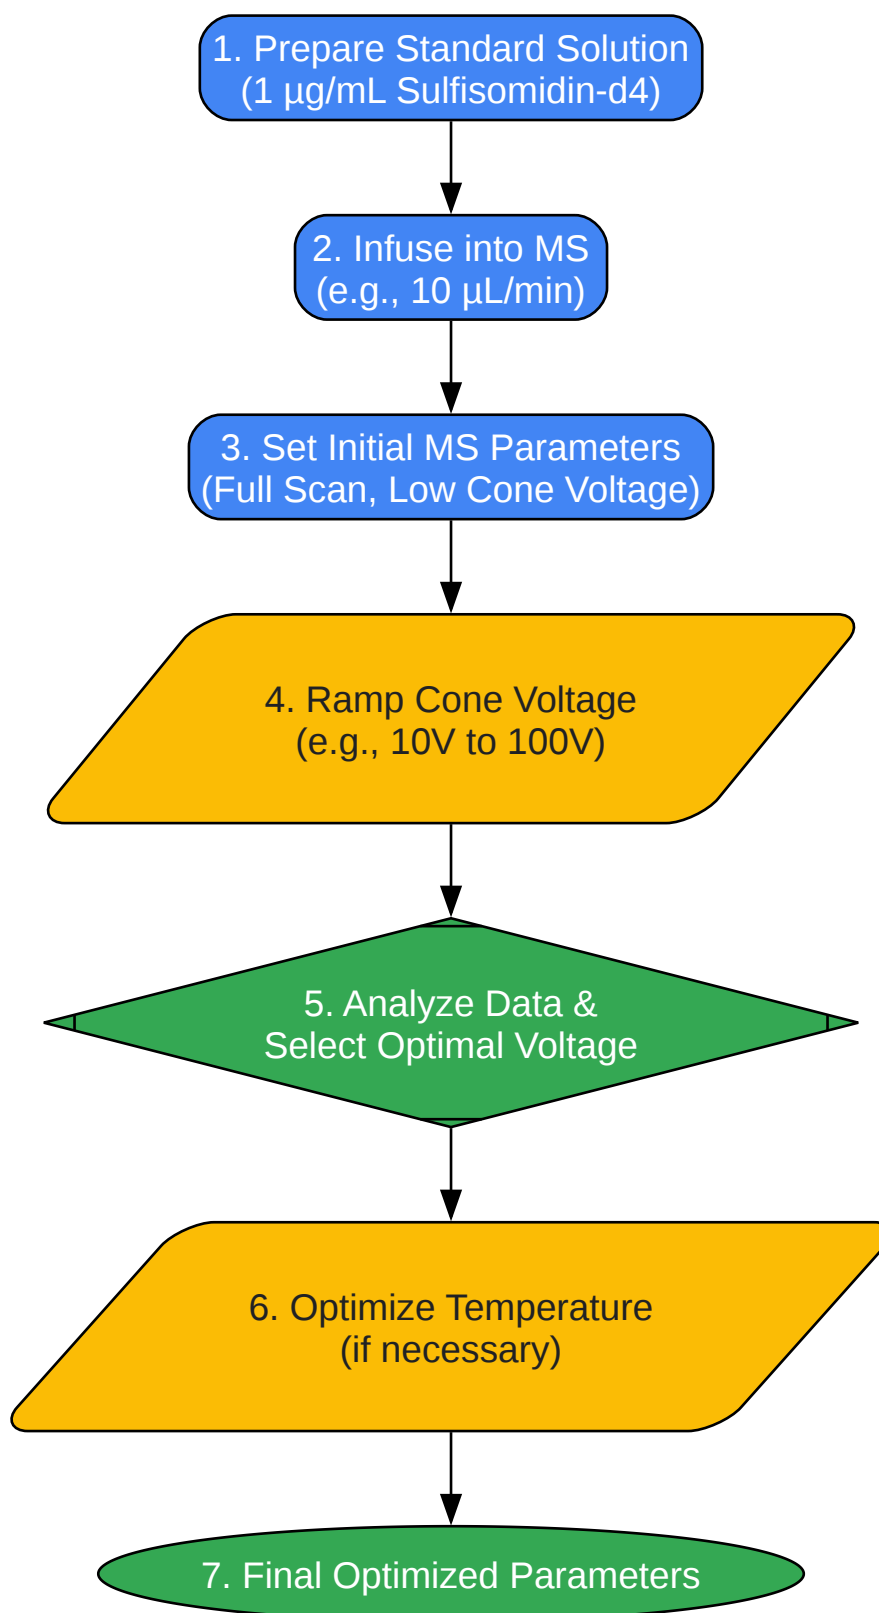 1. Prepare Standard Solution
(1 µg/mL Sulfisomidin-d4)
2. Infuse into MS
(e.g., 10 µL/min)
3. Set Initial MS Parameters
(Full Scan, Low Cone Voltage)
4. Ramp Cone Voltage
(e.g., 10V to 100V)
5. Analyze Data &
Select Optimal Voltage
6. Optimize Temperature
(if necessary)
7. Final Optimized Parameters